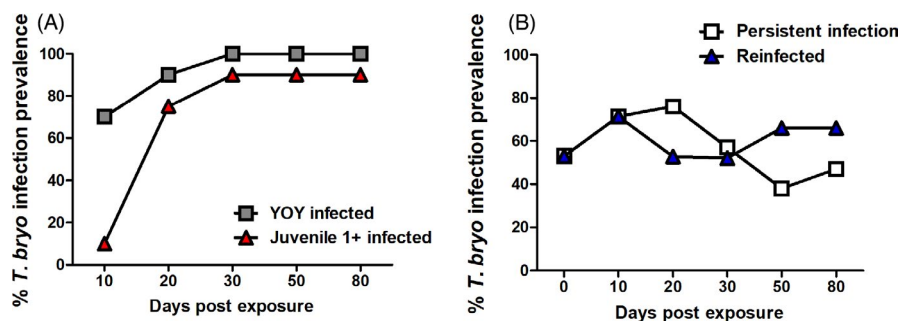 (A)
% T. bryo infection prevalence
100
80
60
40
20
0
YOY infected
Juvenile 1+ infected
10 20 30 50 80
Days post exposure
(B)
% T. bryo infection prevalence
100
80
60
40
20
0
Persistent infection
Reinfected
0 10 20 30 50 80
Days post exposure